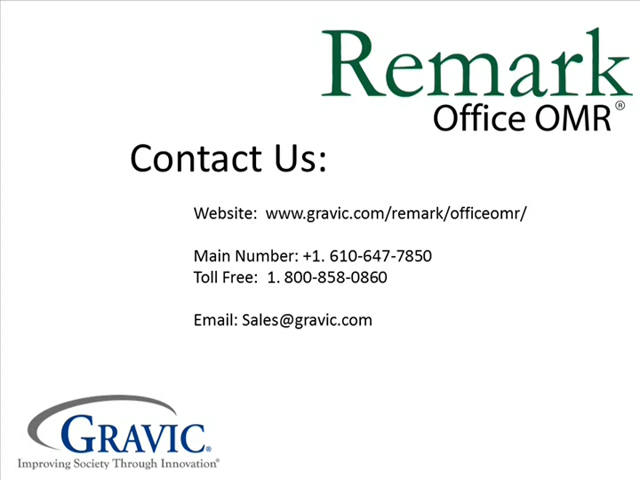 Remark
Office OMR®
Contact Us:
Website: www.gravic.com/remark/officeomr/
Main Number: +1. 610-647-7850
Toll Free: 1. 800-858-0860
Email: Sales@gravic.com
GRAVIC®
Improving Society Through Innovation®